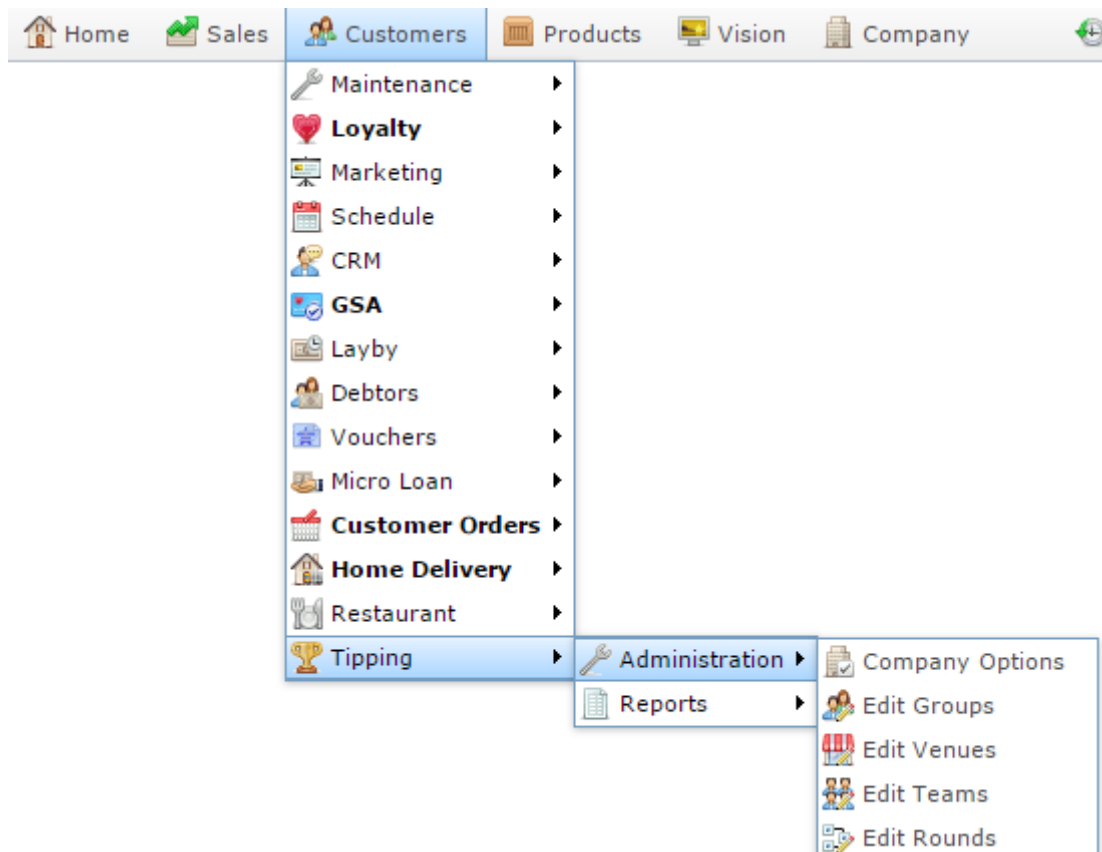 Home Sales Customers Products Vision Company
Maintenance
Loyalty
Marketing
Schedule
CRM
GSA
Layby
Debtors
Vouchers
Micro Loan
Customer Orders
Home Delivery
Restaurant
Tipping Administration Company Options
Reports Edit Groups
Edit Venues
Edit Teams
Edit Rounds